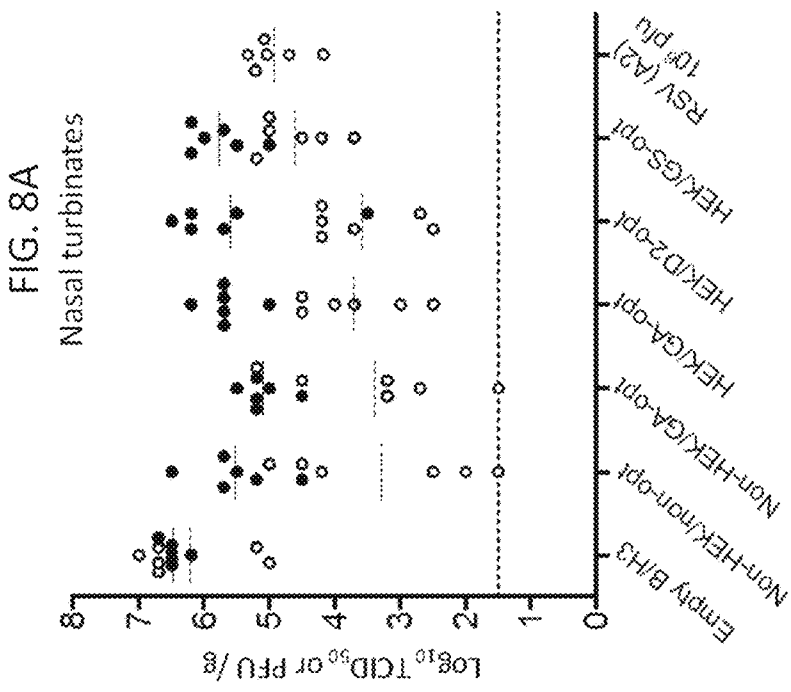 FIG. 8A
Nasal turbinates
Log10 TCID50 or PFU /g
8
7
6
5
4
3
2
1
0
Empty B/H3
Non-HEK/non-opt
Non-HEK/GA-opt
HEK/GA-opt
HEK/D2-opt
HEK/GS-opt
RSV (A2)
10⁶ pfu